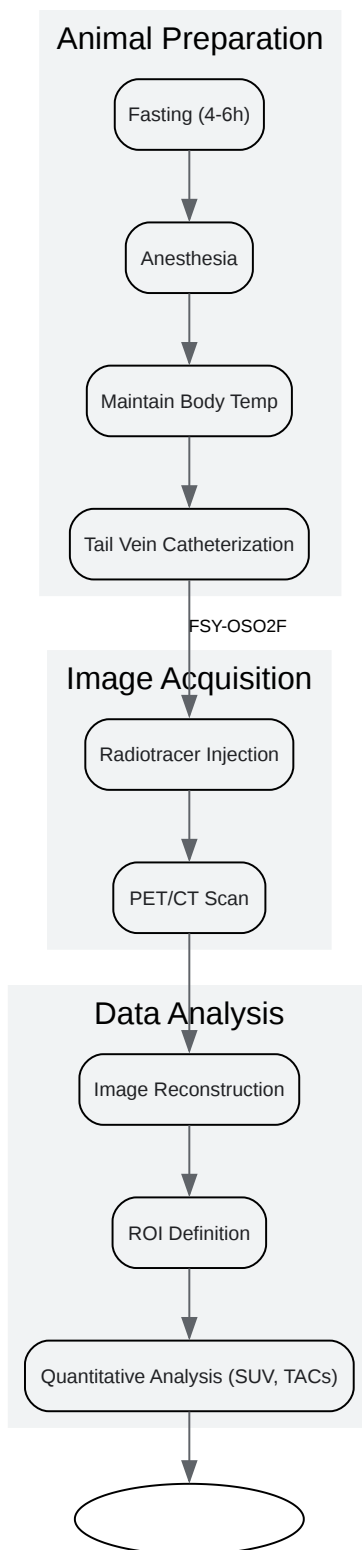 Animal Preparation
Fasting (4-6h)
Anesthesia
Maintain Body Temp
Tail Vein Catheterization
FSY-OSO2F
Image Acquisition
Radiotracer Injection
PET/CT Scan
Data Analysis
Image Reconstruction
ROI Definition
Quantitative Analysis (SUV, TACs)